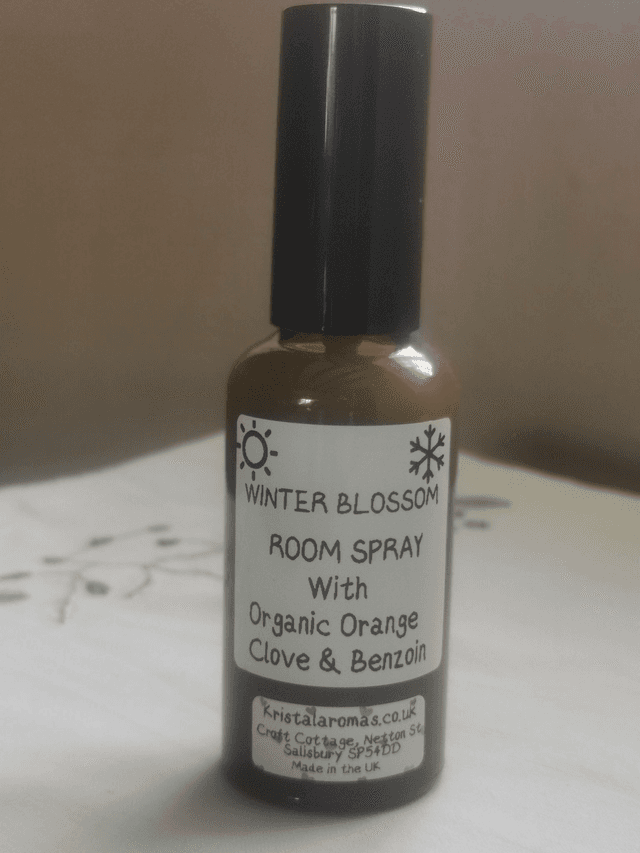 WINTER BLOSSOM
ROOM SPRAY
With
Organic Orange
Clove & Benzoin
Kristalaromas.co.uk
Croft Cottage, Netton St,
Salisbury SP54DD
Made in the UK